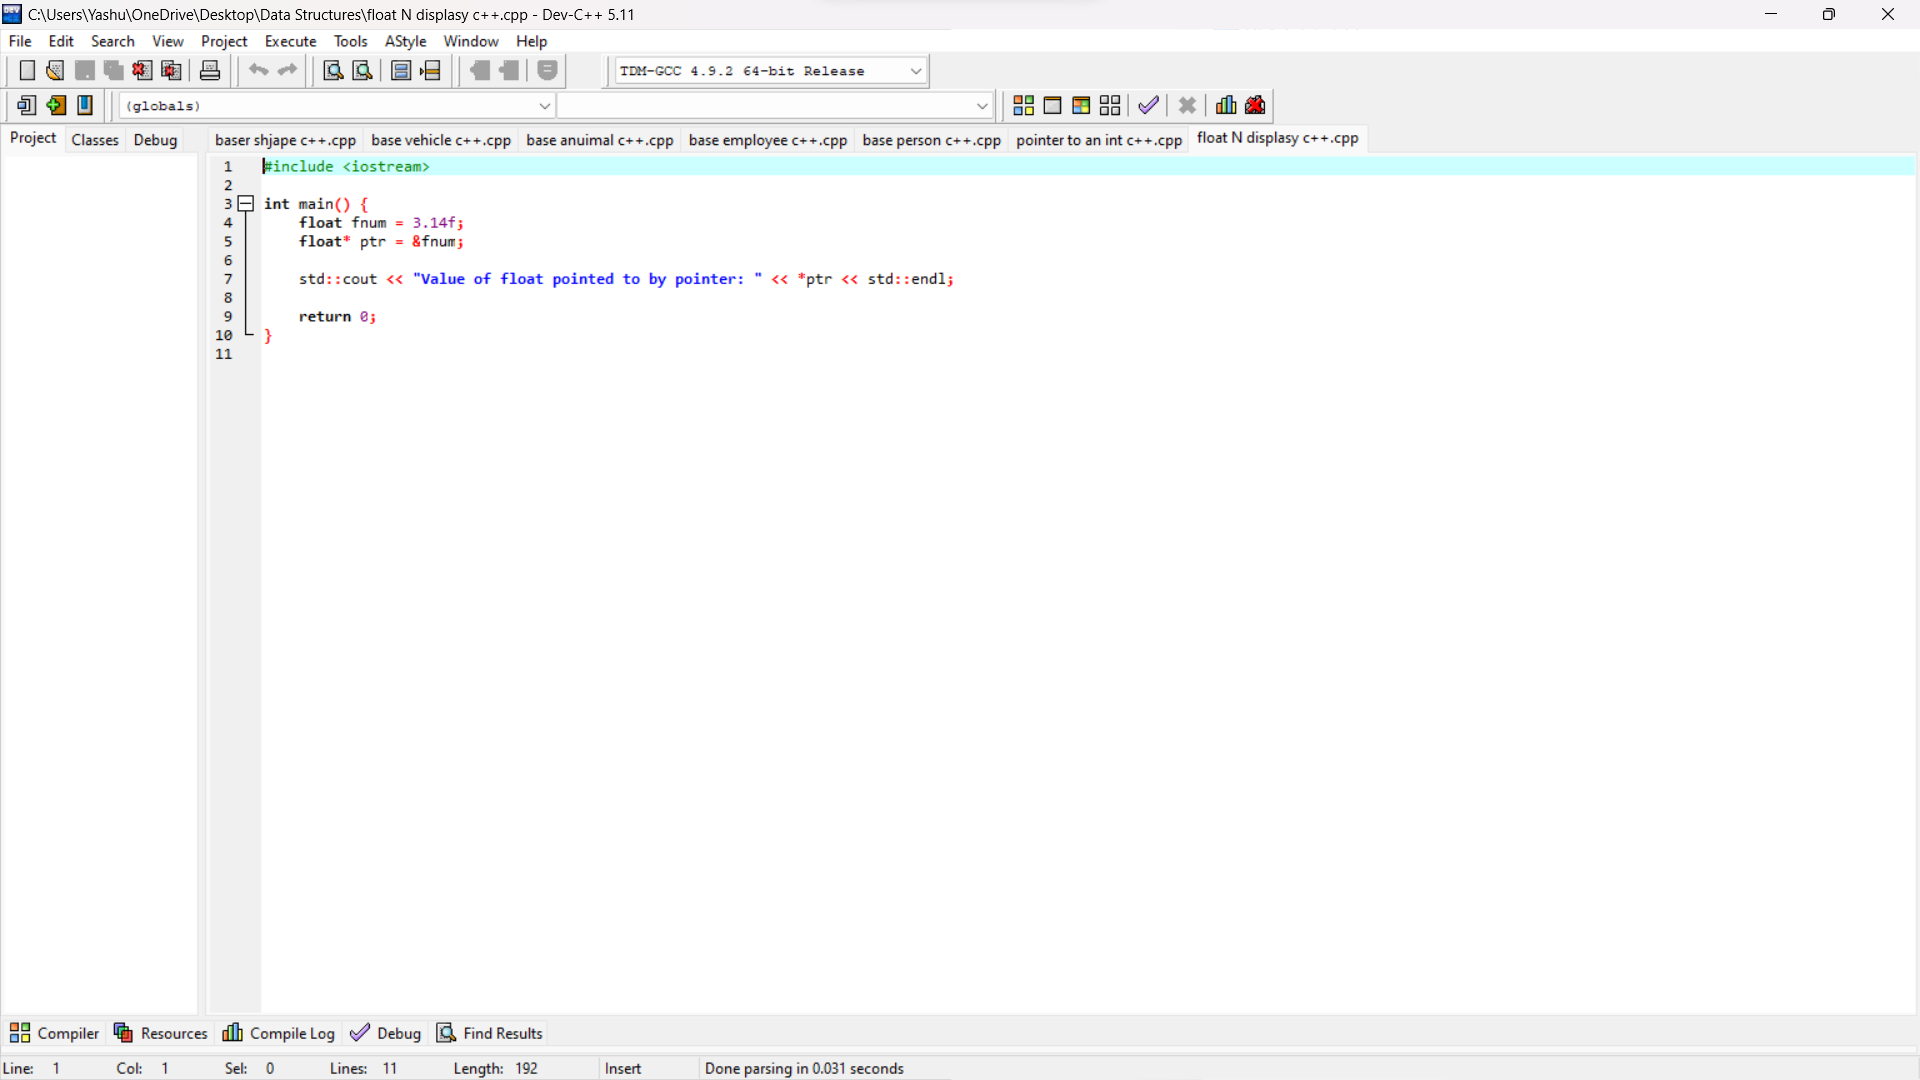 C:\Users\Yashu\OneDrive\Desktop\Data Structures\float N displasy c++.cpp - Dev-C++ 5.11
File Edit Search View Project Execute Tools AStyle Window Help
TDM-GCC 4.9.2 64-bit Release
(globals)
Project Classes Debug baser shjape c++.cpp base vehicle c++.cpp base anuimal c++.cpp base employee c++.cpp base person c++.cpp pointer to an int c++.cpp float N displasy c++.cpp
1 #include <iostream>
2
3 int main() {
4 float fnum = 3.14f;
5 float* ptr = &fnum;
6
7 std::cout << "Value of float pointed to by pointer: " << *ptr << std::endl;
8
9 return 0;
10 }
11
Compiler Resources Compile Log Debug Find Results
Line: 1 Col: 1 Sel: 0 Lines: 11 Length: 192 Insert Done parsing in 0.031 seconds